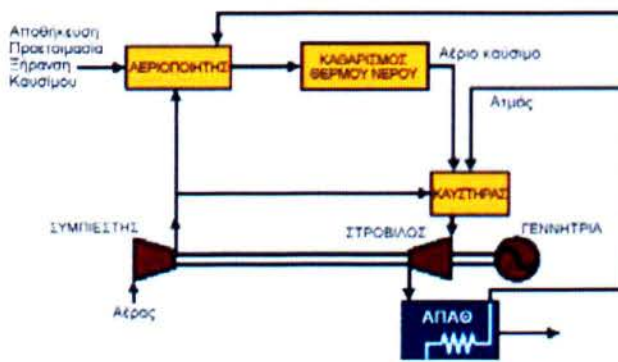 Αποθήκευση
Προετοιμασία
Ξήρανση
Καυσίμου
ΑΕΡΙΟΠΟΙΗΤΗΣ
ΚΑΘΑΡΙΣΜΟΣ
ΘΕΡΜΟΥ ΝΕΡΟΥ
Αέριο καύσιμο
Ατμός
ΚΑΥΣΤΗΡΑΣ
ΣΥΜΠΙΕΣΤΗΣ
ΣΤΡΟΒΙΛΟΣ
ΓΕΝΝΗΤΡΙΑ
Αέρας
ΑΠΑΘ